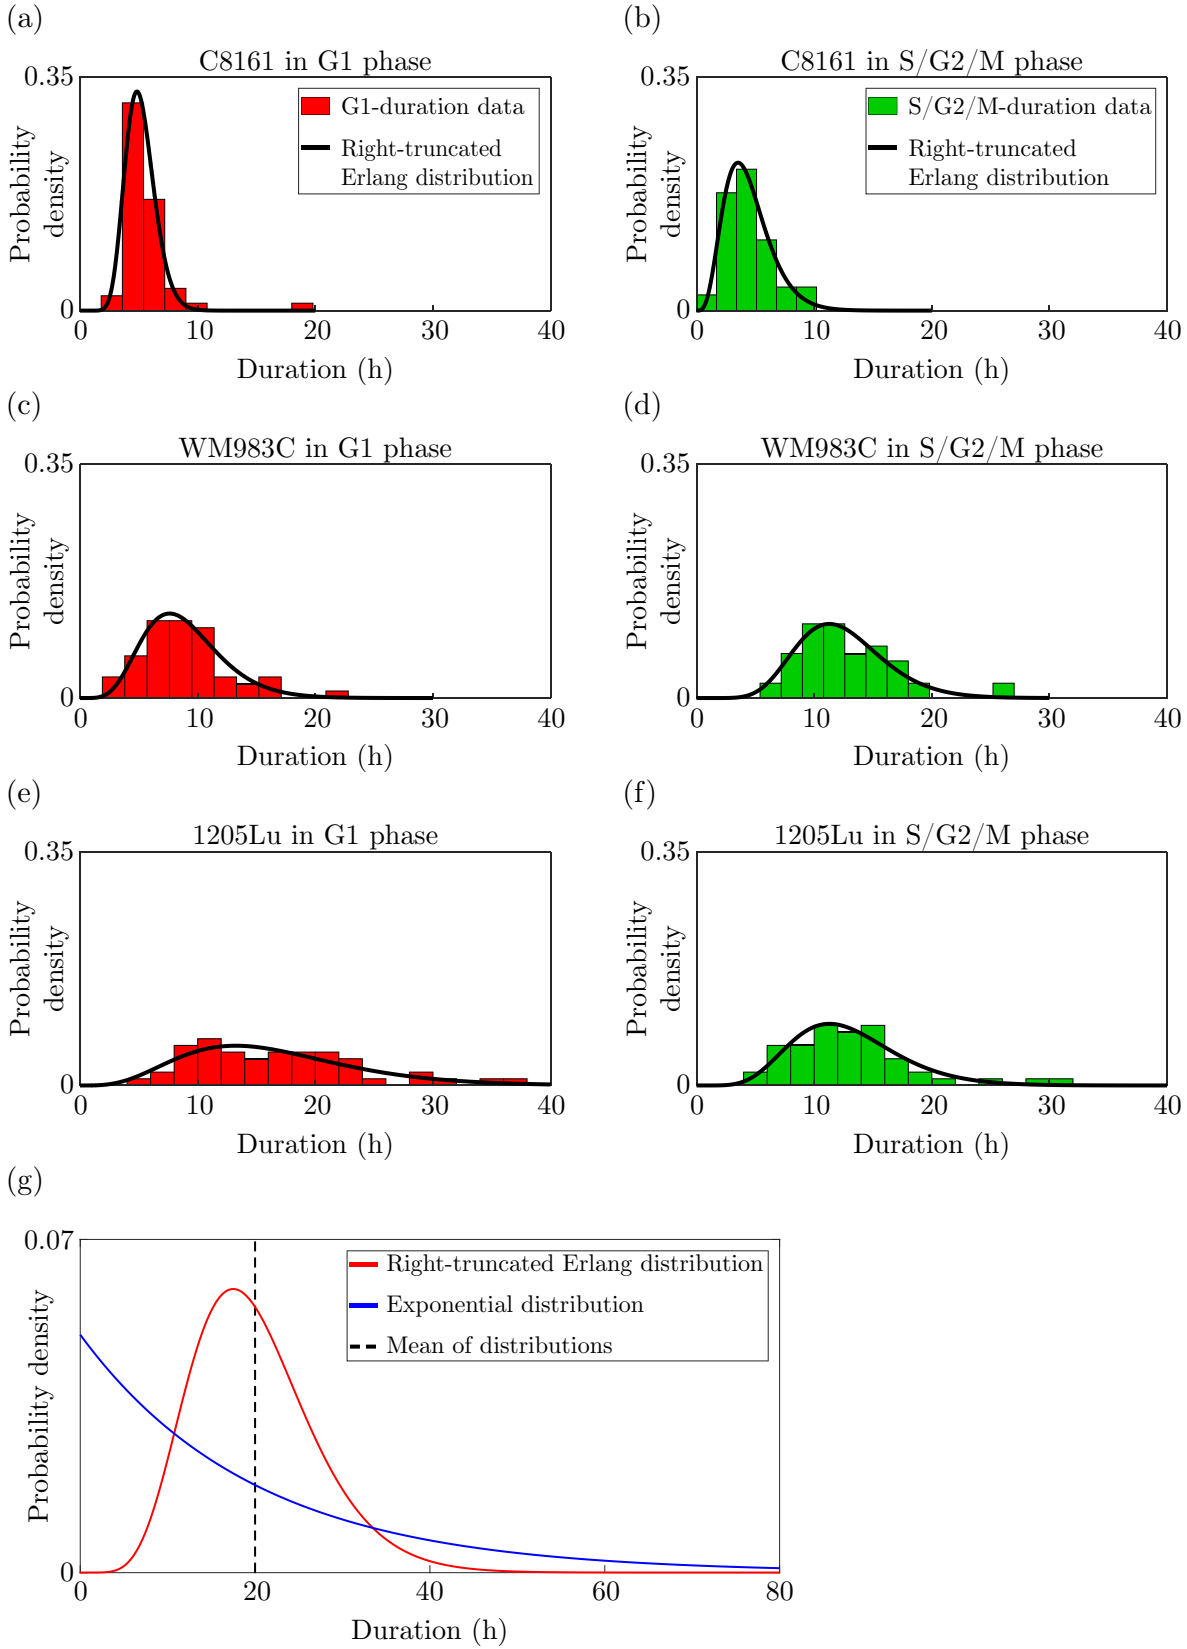 (a)
C8161 in G1 phase
0.35
G1-duration data
Right-truncated
Erlang distribution
Probability
density
0
0 10 20 30 40
Duration (h)
(b)
C8161 in S/G2/M phase
0.35
S/G2/M-duration data
Right-truncated
Erlang distribution
Probability
density
0
0 10 20 30 40
Duration (h)
(c)
WM983C in G1 phase
0.35
Probability
density
0
0 10 20 30 40
Duration (h)
(d)
WM983C in S/G2/M phase
0.35
Probability
density
0
0 10 20 30 40
Duration (h)
(e)
1205Lu in G1 phase
0.35
Probability
density
0
0 10 20 30 40
Duration (h)
(f)
1205Lu in S/G2/M phase
0.35
Probability
density
0
0 10 20 30 40
Duration (h)
(g)
0.07
Right-truncated Erlang distribution
Exponential distribution
Mean of distributions
Probability density
0
0 20 40 60 80
Duration (h)